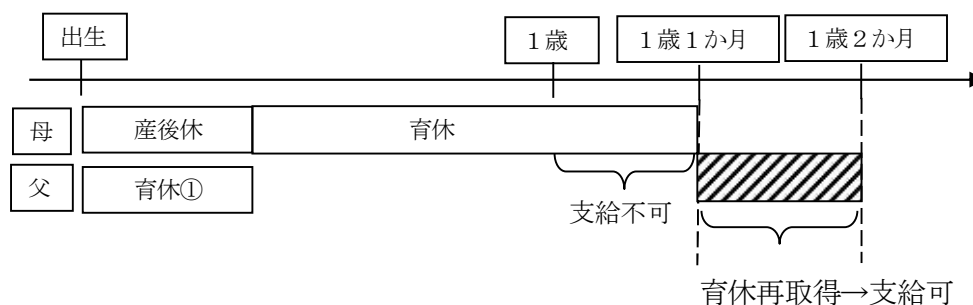 出生
１歳
１歳１か月
１歳２か月
母
産後休
育休
父
育休①
支給不可
育休再取得→支給可